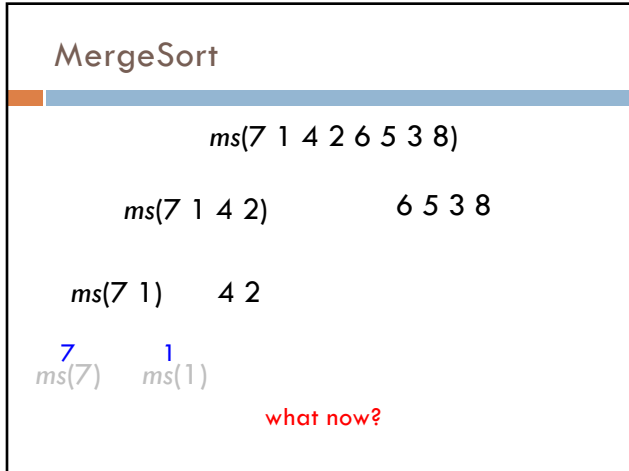 MergeSort
ms(7 1 4 2 6 5 3 8)
ms(7 1 4 2) 6 5 3 8
ms(7 1) 4 2
7 1
ms(7) ms(1)
what now?